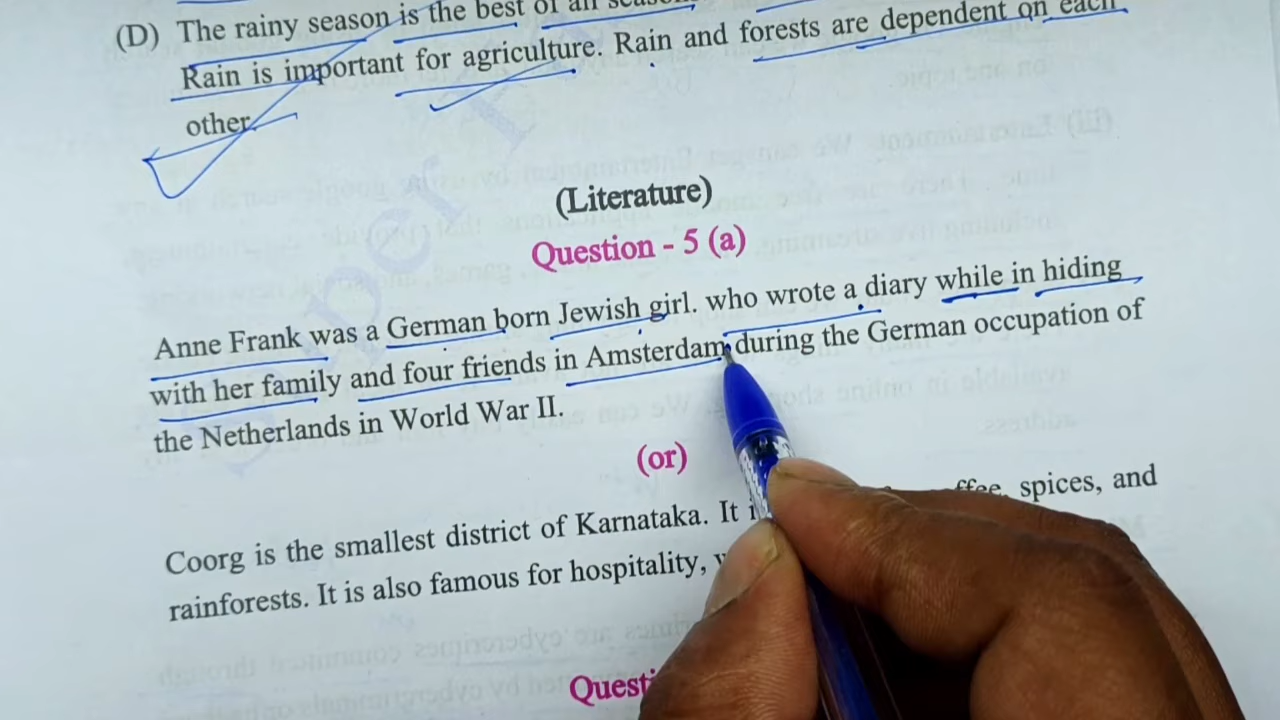 (D) The rainy season is the best of all
Rain is important for agriculture. Rain and forests are dependent on each
other.
(Literature)
Question - 5 (a)
Anne Frank was a German born Jewish girl. who wrote a diary while in hiding
with her family and four friends in Amsterdam during the German occupation of
the Netherlands in World War II.
(or)
Coorg is the smallest district of Karnataka. It spices, and
rainforests. It is also famous for hospitality,